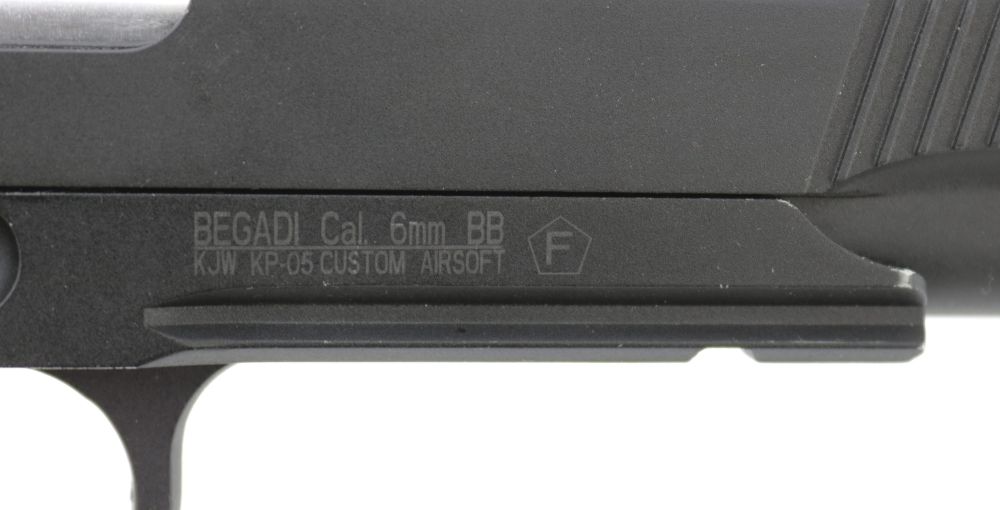 BEGADI Cal. 6mm BB
KJW KP-05 CUSTOM AIRSOFT
F